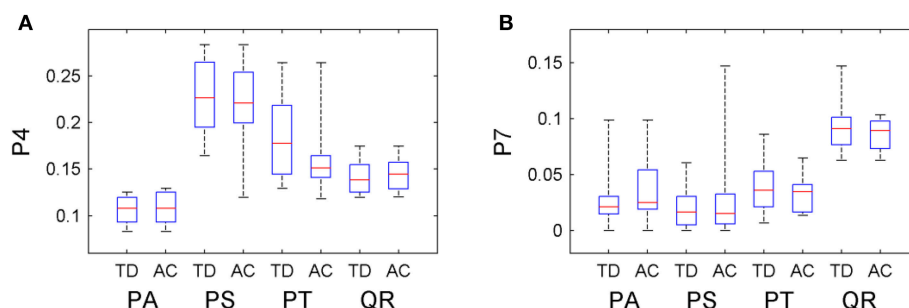 A
B
P4
0.25
0.2
0.15
0.1
TD AC TD AC TD AC TD AC
PA PS PT QR
P7
0.15
0.1
0.05
0
TD AC TD AC TD AC TD AC
PA PS PT QR